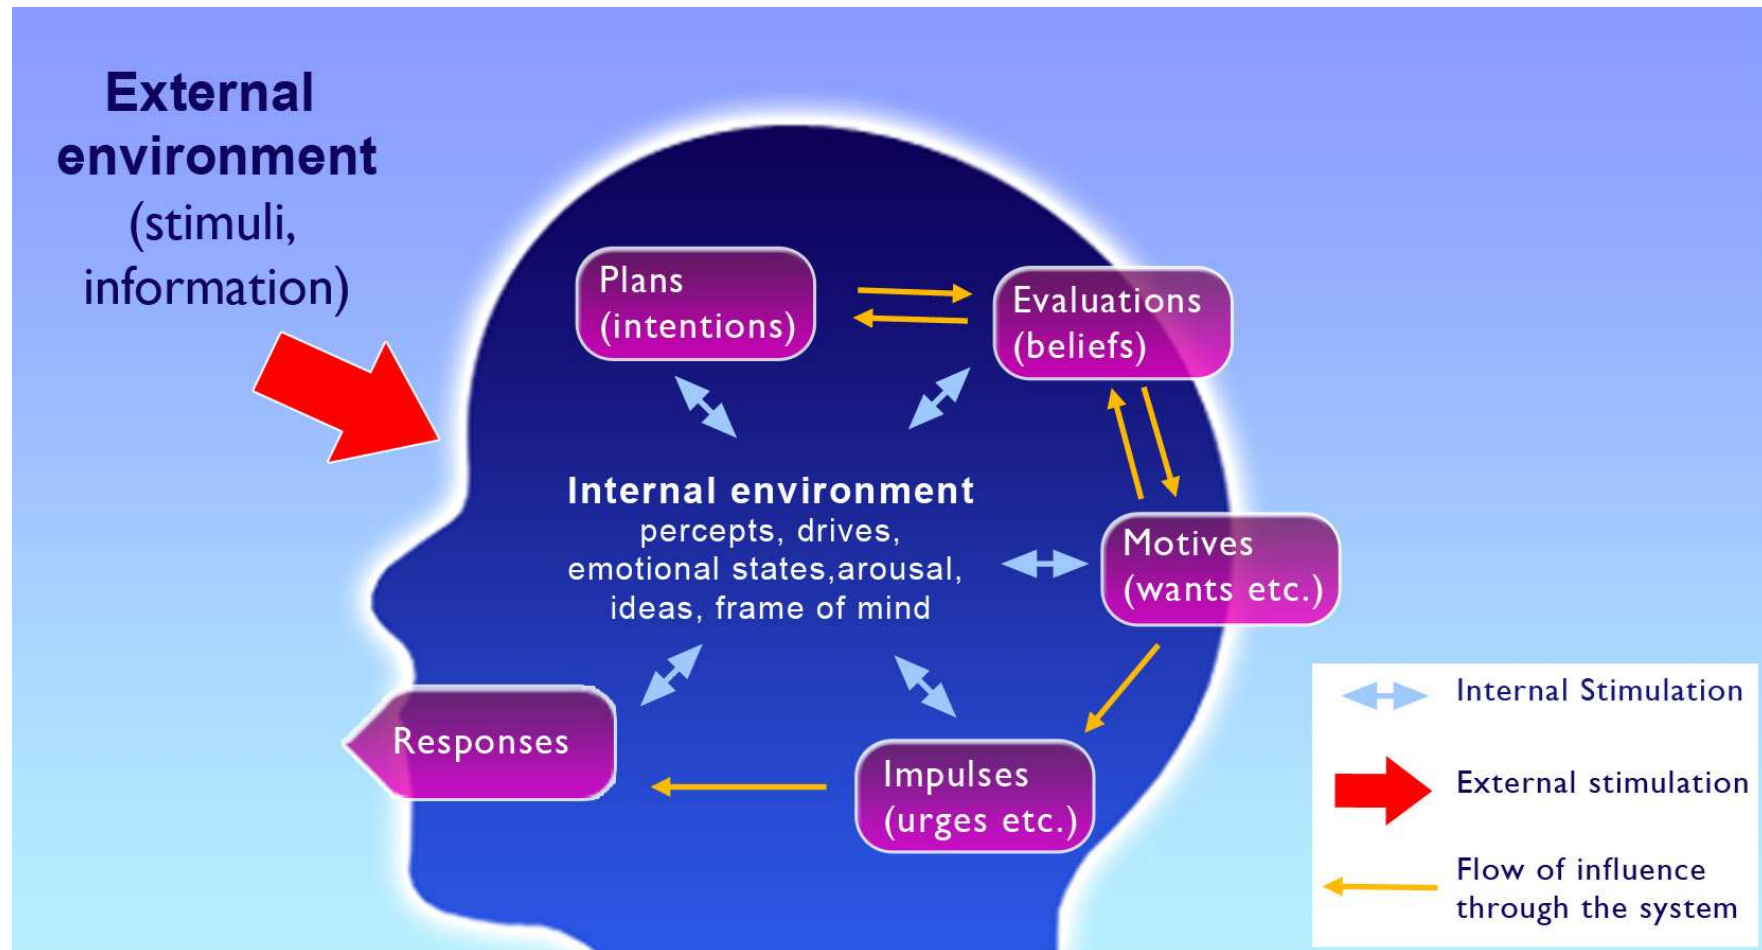 External
environment
(stimuli,
information)
Plans
(intentions)
Evaluations
(beliefs)
Internal environment
percepts, drives,
emotional states,arousal,
ideas, frame of mind
Motives
(wants etc.)
Responses
Impulses
(urges etc.)
Internal Stimulation
External stimulation
Flow of influence
through the system